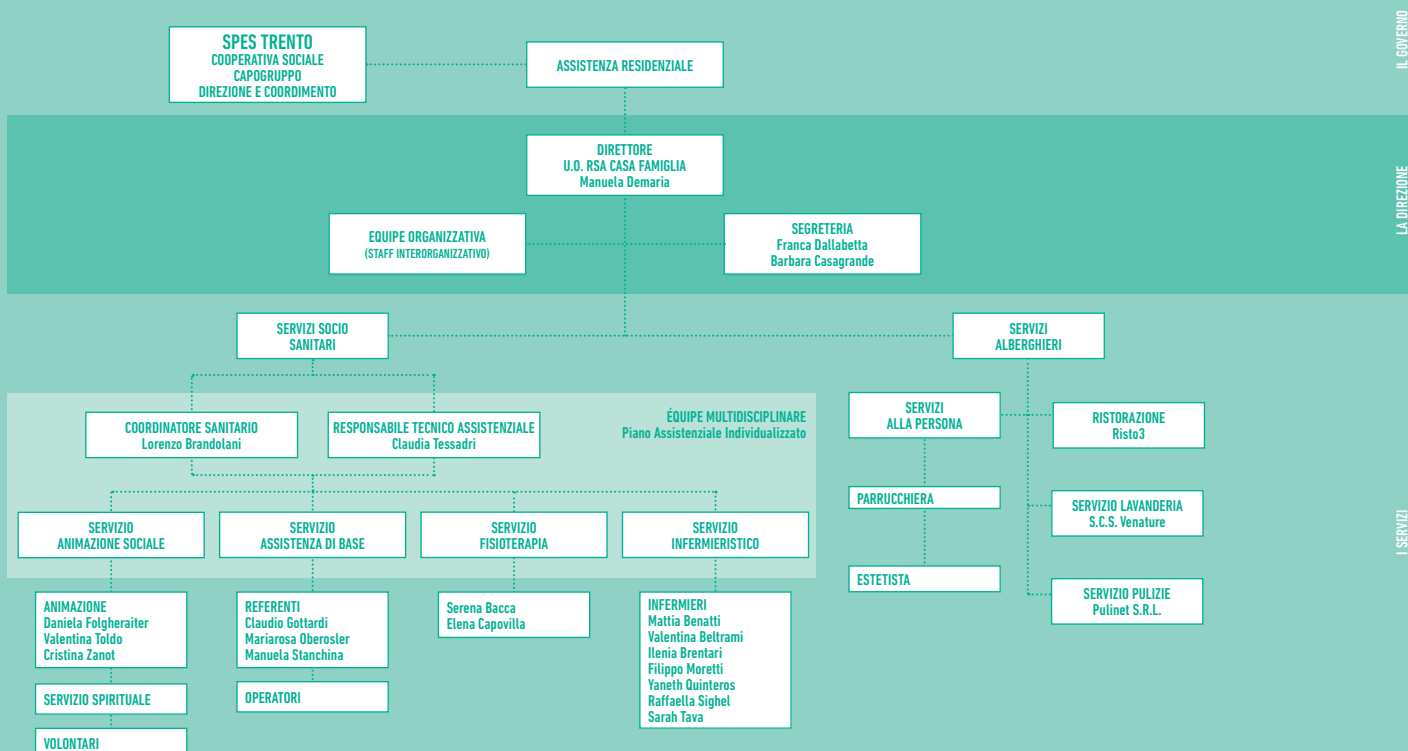 SPES TRENTO
COOPERATIVA SOCIALE
CAPOGRUPPO
DIREZIONE E COORDIMENTO
ASSISTENZA RESIDENZIALE
IL GOVERNO
DIRETTORE
U.O. RSA CASA FAMIGLIA
Manuela Demaria
EQUIPE ORGANIZZATIVA
(STAFF INTERORGANIZZATIVO)
SEGRETERIA
Franca Dallabetta
Barbara Casagrande
LA DIREZIONE
SERVIZI SOCIO
SANITARI
SERVIZI
ALBERGHIERI
COORDINATORE SANITARIO
Lorenzo Brandolani
RESPONSABILE TECNICO ASSISTENZIALE
Claudia Tessadri
ÉQUIPE MULTIDISCIPLINARE
Piano Assistenziale Individualizzato
SERVIZIO
ANIMAZIONE SOCIALE
SERVIZIO
ASSISTENZA DI BASE
SERVIZIO
FISIOTERAPIA
SERVIZIO
INFERMIERISTICO
ANIMAZIONE
Daniela Folgheraiter
Valentina Toldo
Cristina Zanot
SERVIZIO SPIRITUALE
VOLONTARI
REFERENTI
Claudio Gottardi
Mariarosa Oberosler
Manuela Stanchina
OPERATORI
Serena Bacca
Elena Capovilla
INFERMIERI
Mattia Benatti
Valentina Beltrami
Ilenia Brentari
Filippo Moretti
Yaneth Quinteros
Raffaella Sighel
Sarah Tava
SERVIZI
ALLA PERSONA
PARRUCCHIERA
ESTETISTA
RISTORAZIONE
Risto3
SERVIZIO LAVANDERIA
S.C.S. Venature
SERVIZIO PULIZIE
Pulinet S.R.L.
I SERVIZI